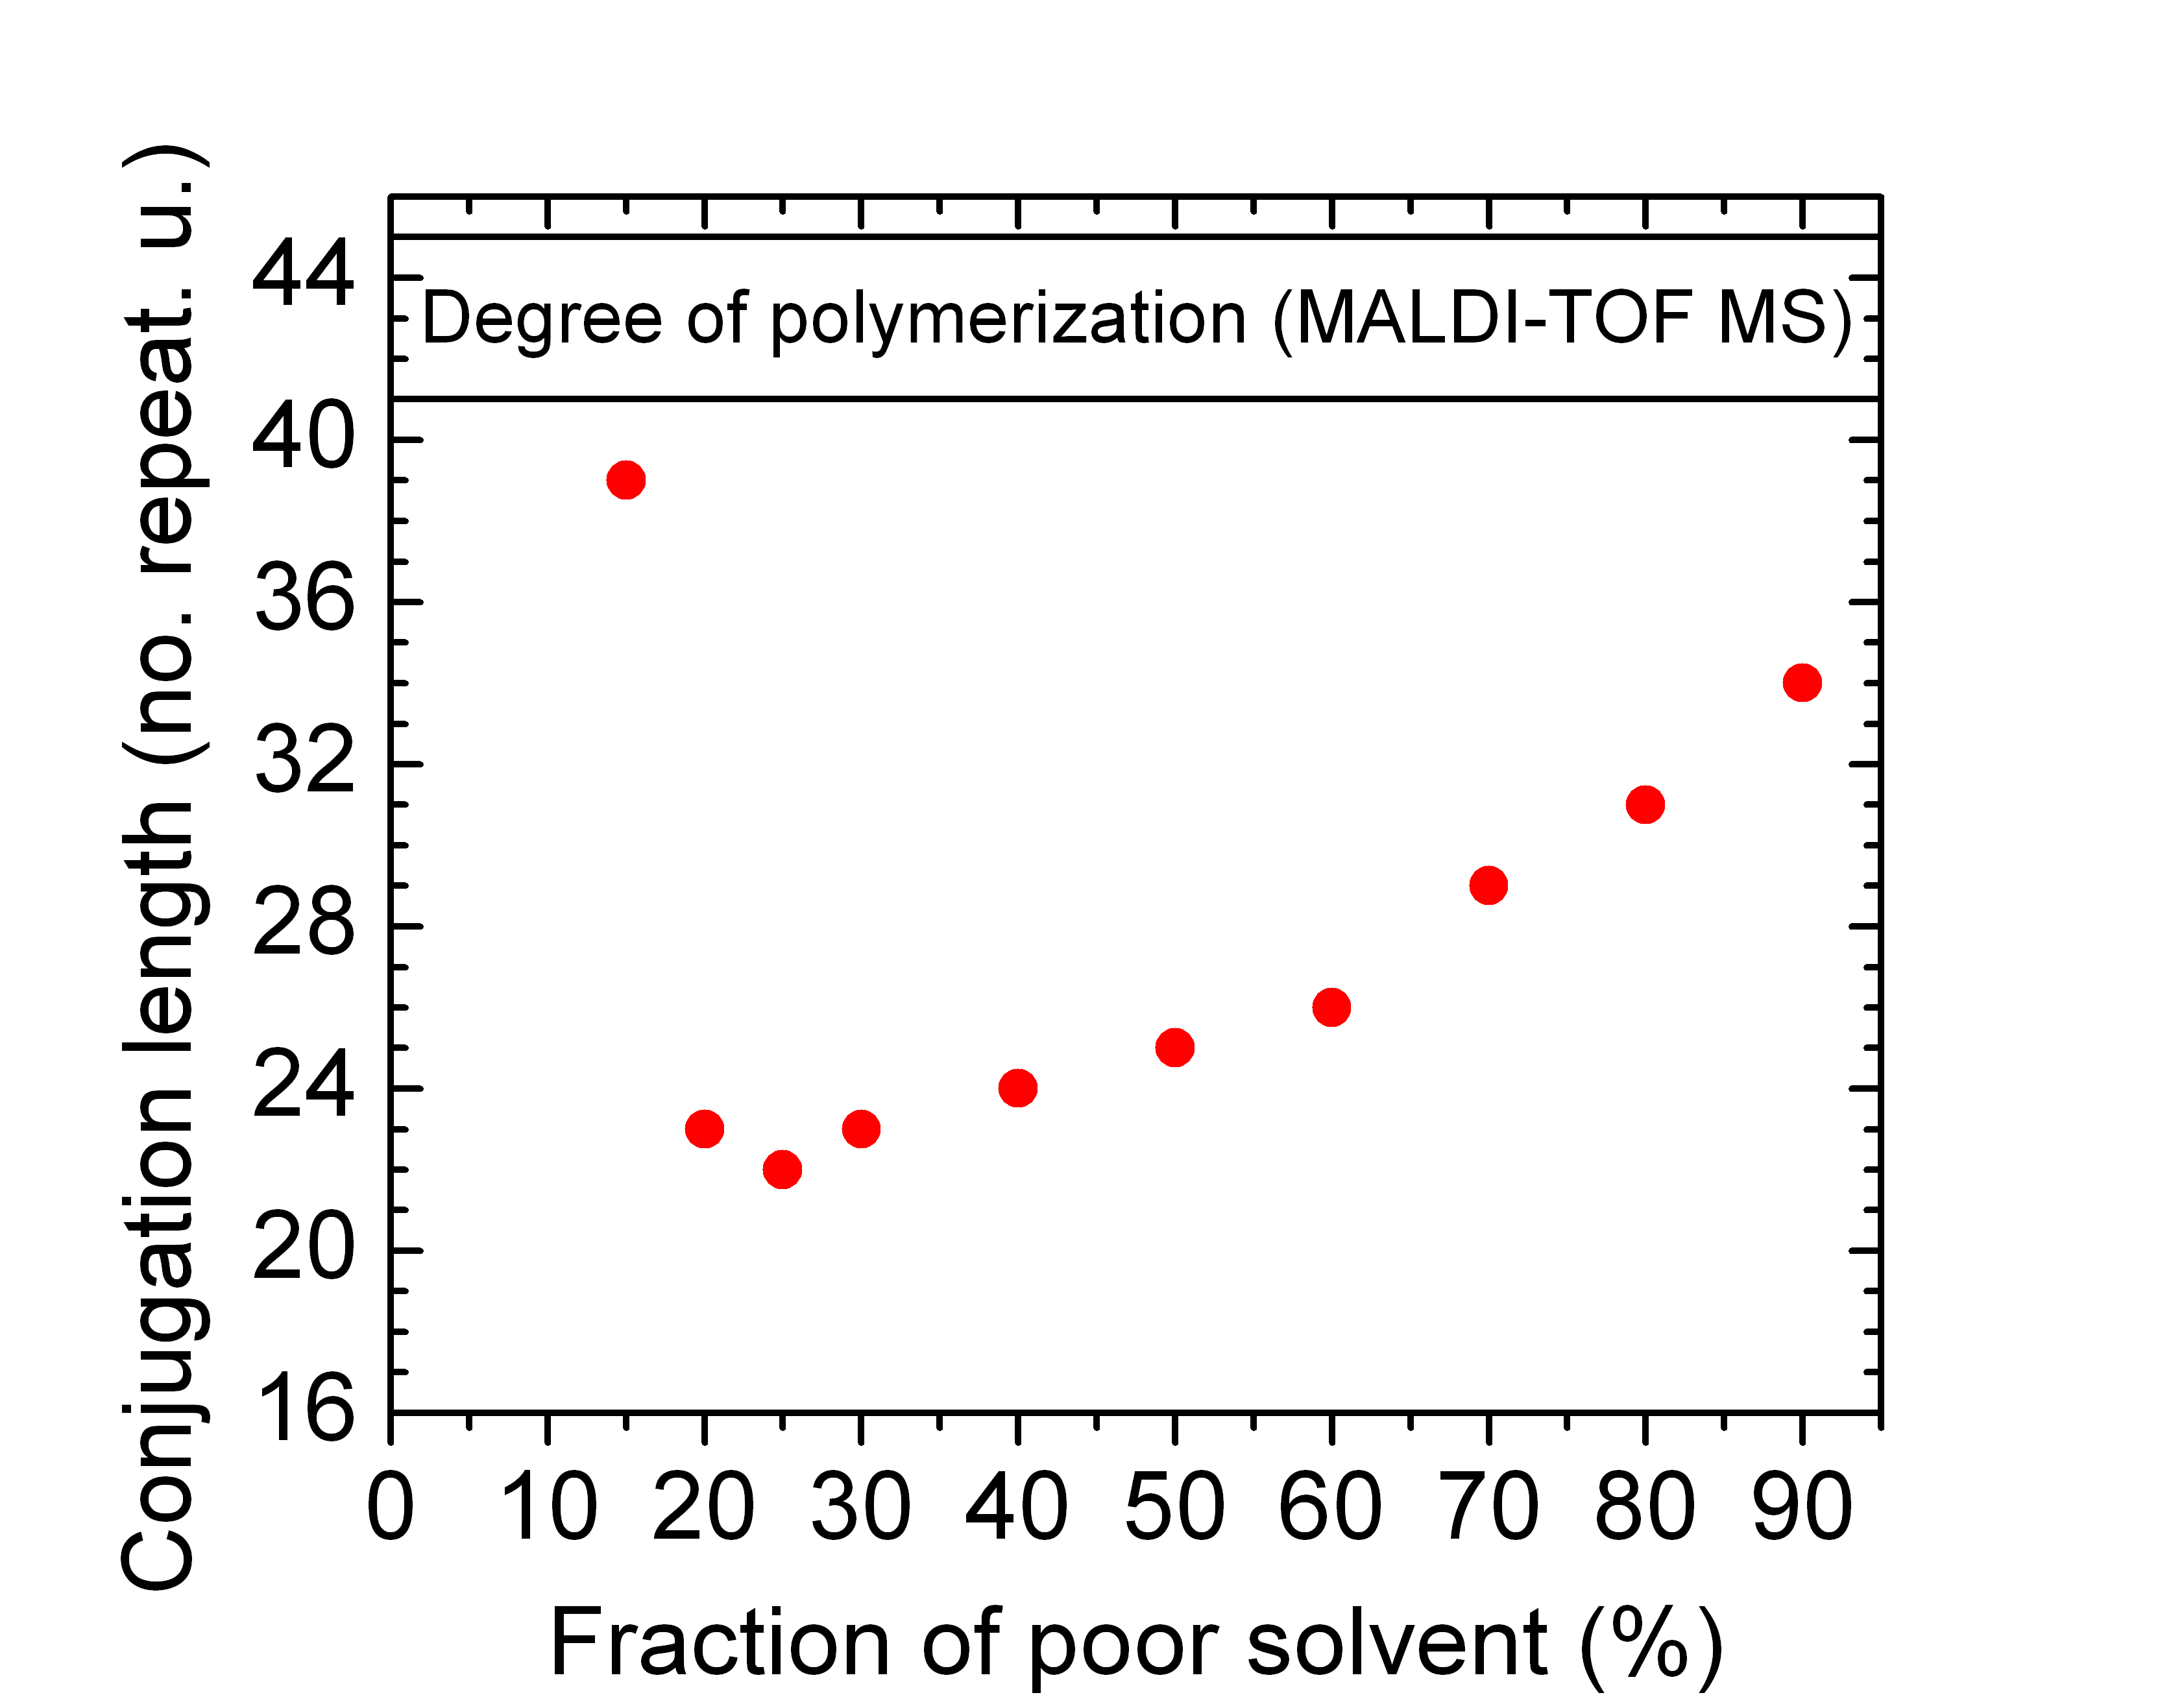 Conjugation length (no. repeat. u.)
44
40
36
32
28
24
20
16
Degree of polymerization (MALDI-TOF MS)
0 10 20 30 40 50 60 70 80 90
Fraction of poor solvent (%)